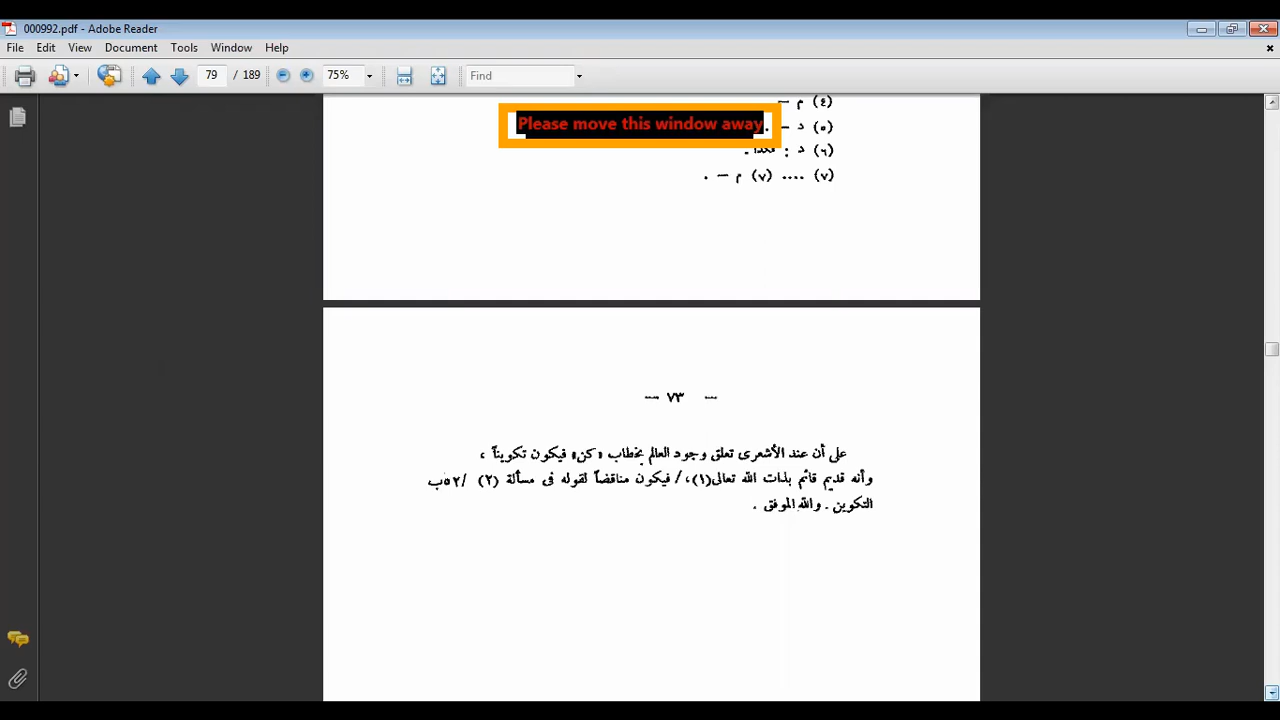 000992.pdf - Adobe Reader
File Edit View Document Tools Window Help
79 / 189 75% Find
(٤) م —
Please move this window away
(٥) د — .
(٦) د : فكذا .
(٧) .... (٧) م — .
— ٧٣ —
على أن عند الأشعرى تعلق وجود العالم بخطاب «كن» فيكون تكويناً ،
وأنه قديم قائم بذات الله تعالى(١)، / فيكون مناقضاً لقوله فى مسألة (٢) /٥٢ب
التكوين . والله الموفق .